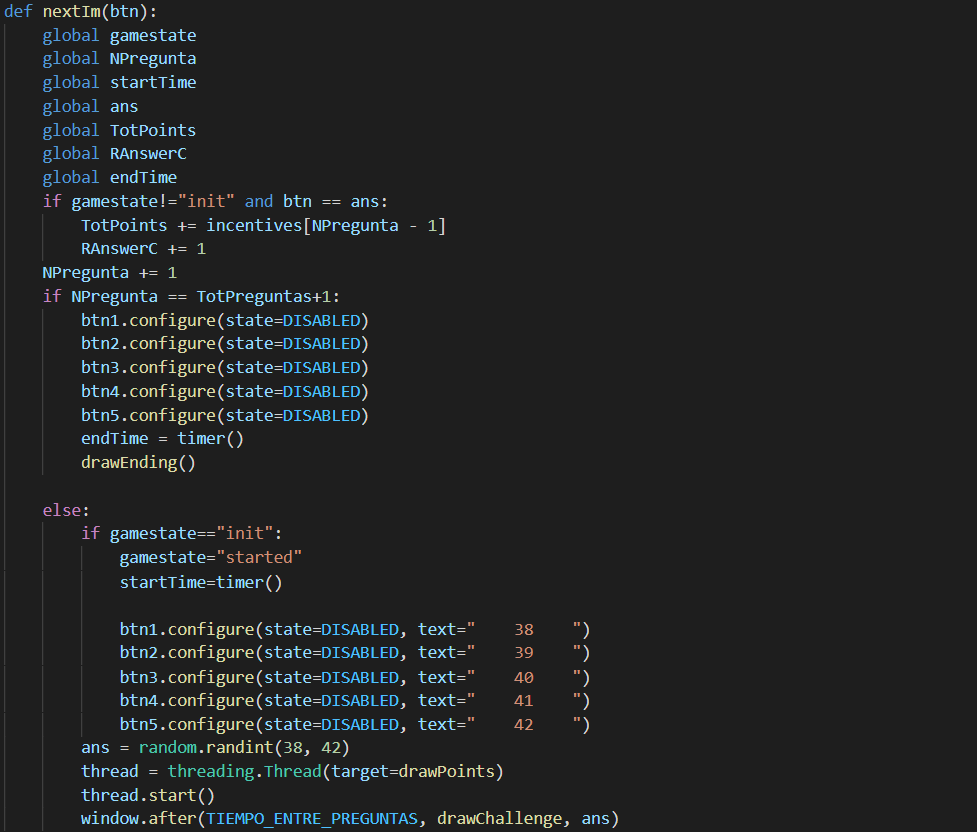 def nextIm(btn):
    global gamestate
    global NPregunta
    global startTime
    global ans
    global TotPoints
    global RAnswerC
    global endTime
    if gamestate!="init" and btn == ans:
        TotPoints += incentives[NPregunta - 1]
        RAnswerC += 1
    NPregunta += 1
    if NPregunta == TotPreguntas+1:
        btn1.configure(state=DISABLED)
        btn2.configure(state=DISABLED)
        btn3.configure(state=DISABLED)
        btn4.configure(state=DISABLED)
        btn5.configure(state=DISABLED)
        endTime = timer()
        drawEnding()

    else:
        if gamestate=="init":
            gamestate="started"
            startTime=timer()

            btn1.configure(state=DISABLED, text="    38    ")
            btn2.configure(state=DISABLED, text="    39    ")
            btn3.configure(state=DISABLED, text="    40    ")
            btn4.configure(state=DISABLED, text="    41    ")
            btn5.configure(state=DISABLED, text="    42    ")
        ans = random.randint(38, 42)
        thread = threading.Thread(target=drawPoints)
        thread.start()
        window.after(TIEMPO_ENTRE_PREGUNTAS, drawChallenge, ans)